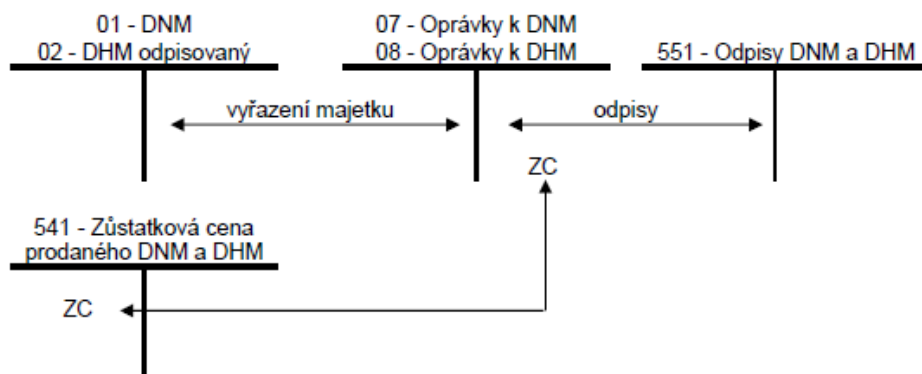 01 - DNM
02 - DHM odpisovaný
07 - Oprávky k DNM
08 - Oprávky k DHM
551 - Odpisy DNM a DHM
vyřazení majetku
odpisy
ZC
541 - Zůstatková cena
prodaného DNM a DHM
ZC